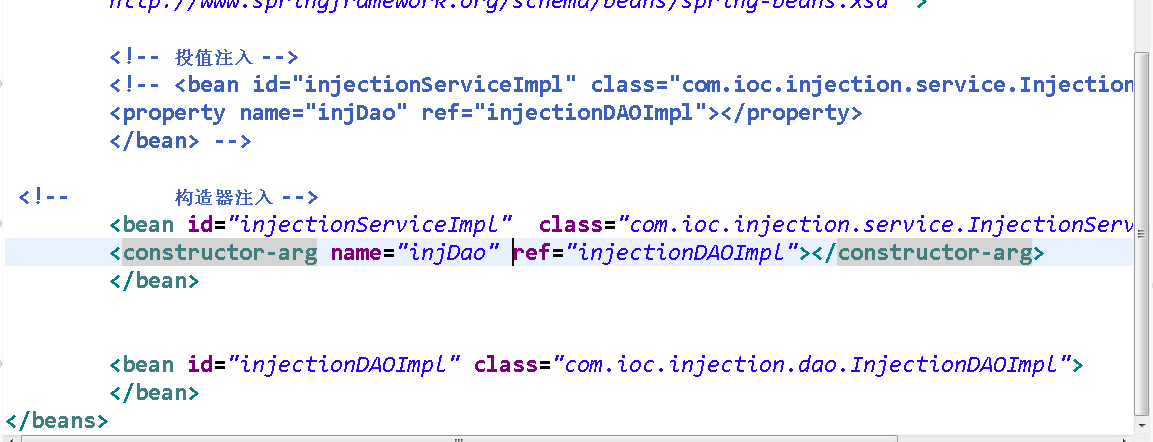 http://www.springframework.org/schema/beans/spring-beans.xsd ">
<!-- 投值注入 -->
<!-- <bean id="injectionServiceImpl" class="com.ioc.injection.service.Injection
<property name="injDao" ref="injectionDAOImpl"></property>
</bean> -->
<!-- 构造器注入 -->
<bean id="injectionServiceImpl" class="com.ioc.injection.service.InjectionServ
<constructor-arg name="injDao" ref="injectionDAOImpl"></constructor-arg>
</bean>
<bean id="injectionDAOImpl" class="com.ioc.injection.dao.InjectionDAOImpl">
</bean>
</beans>